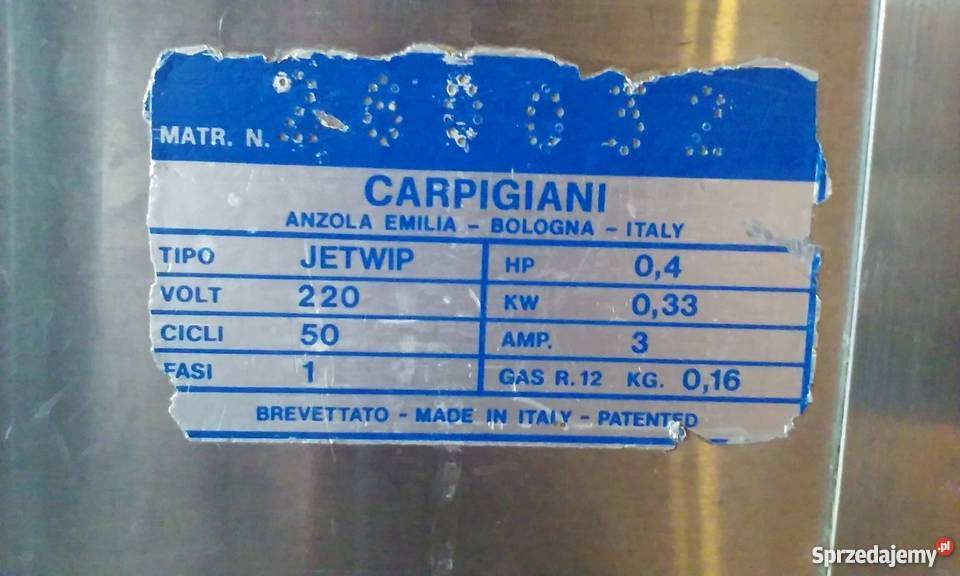 MATR. N.
CARPIGIANI
ANZOLA EMILIA - BOLOGNA - ITALY
TIPO JETWIP HP 0,4
VOLT 220 KW 0,33
CICLI 50 AMP. 3
FASI 1 GAS R.12 KG. 0,16
BREVETTATO - MADE IN ITALY - PATENTED
Sprzedajemy.pl